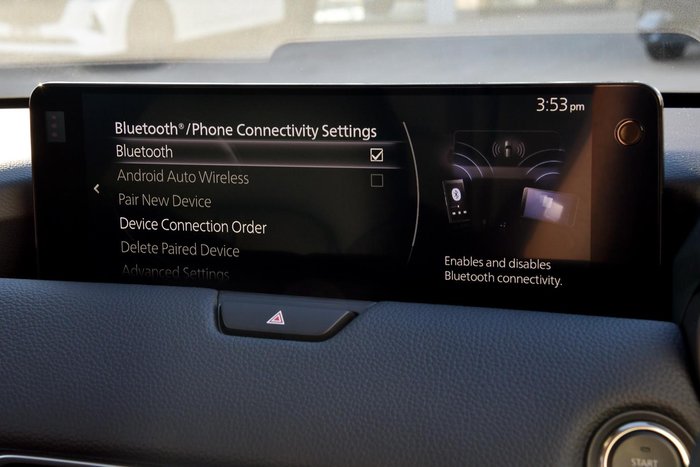 3:53pm
Bluetooth®/Phone Connectivity Settings
Bluetooth
Android Auto Wireless
Pair New Device
Device Connection Order
Delete Paired Device
Advanced Settings
Enables and disables
Bluetooth connectivity.
START